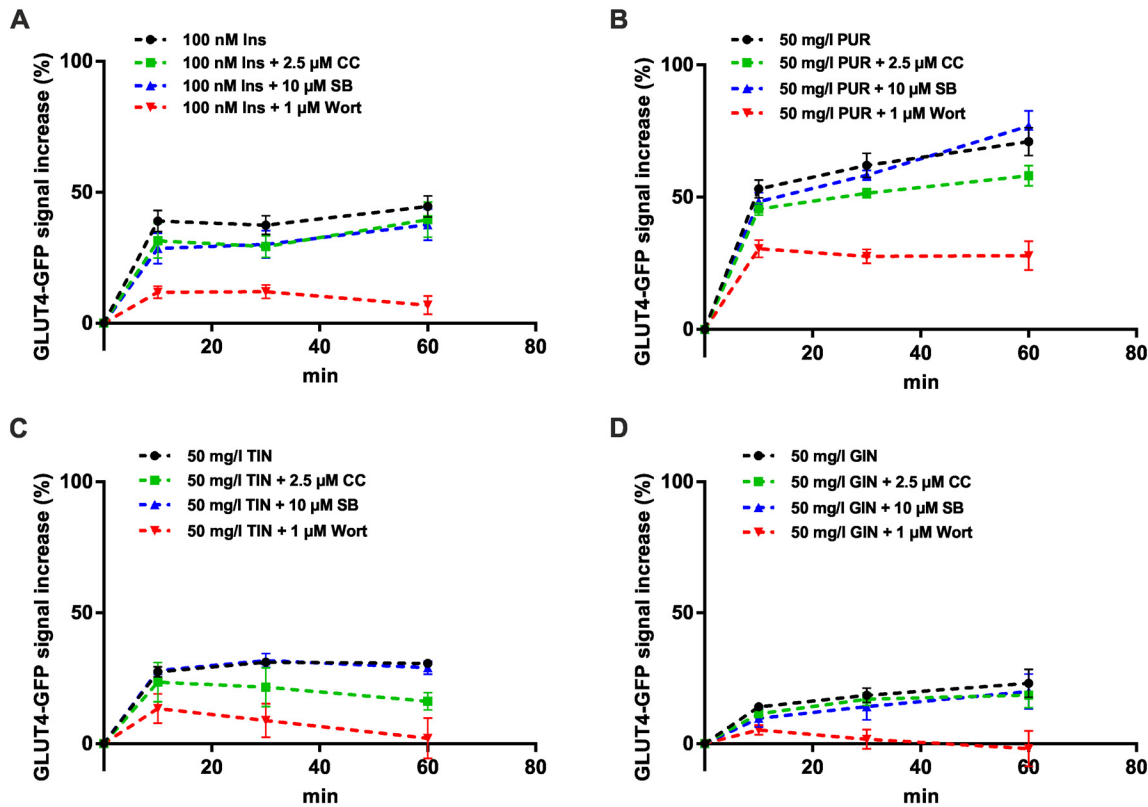 A
100 nM Ins
100 nM Ins + 2.5 µM CC
100 nM Ins + 10 µM SB
100 nM Ins + 1 µM Wort
GLUT4-GFP signal increase (%)
100
50
0
20
40
60
80
min
B
50 mg/l PUR
50 mg/l PUR + 2.5 µM CC
50 mg/l PUR + 10 µM SB
50 mg/l PUR + 1 µM Wort
GLUT4-GFP signal increase (%)
100
50
0
20
40
60
80
min
C
50 mg/l TIN
50 mg/l TIN + 2.5 µM CC
50 mg/l TIN + 10 µM SB
50 mg/l TIN + 1 µM Wort
GLUT4-GFP signal increase (%)
100
50
0
20
40
60
80
min
D
50 mg/l GIN
50 mg/l GIN + 2.5 µM CC
50 mg/l GIN + 10 µM SB
50 mg/l GIN + 1 µM Wort
GLUT4-GFP signal increase (%)
100
50
0
20
40
60
80
min